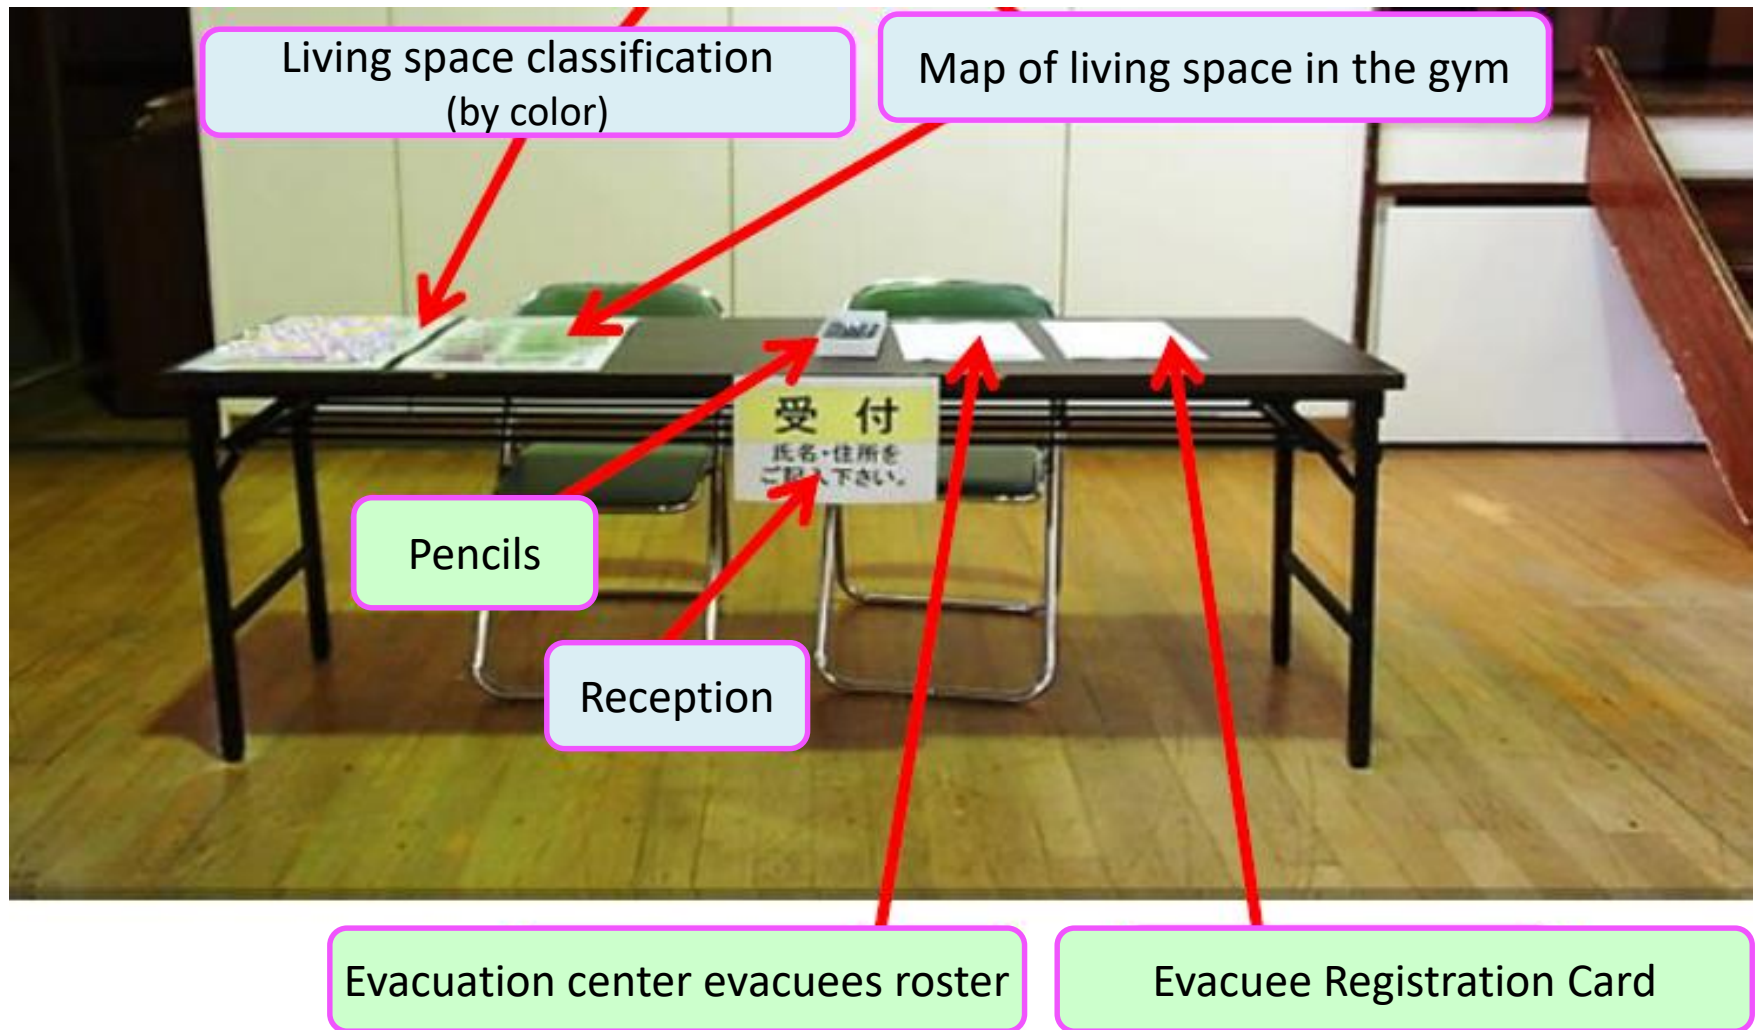 Living space classification
(by color)
Map of living space in the gym
受 付
氏名・住所を
ご記入下さい。
Pencils
Reception
Evacuation center evacuees roster
Evacuee Registration Card